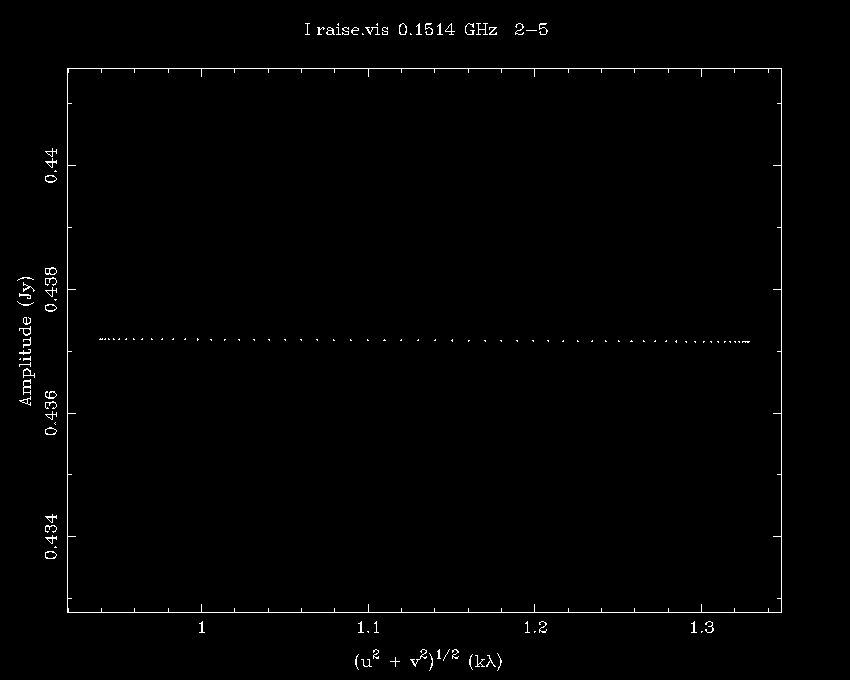 I raise.vis 0.1514 GHz 2-5
Amplitude (Jy)
0.44
0.438
0.436
0.434
1 1.1 1.2 1.3
(u² + v²)^1/2 (kλ)